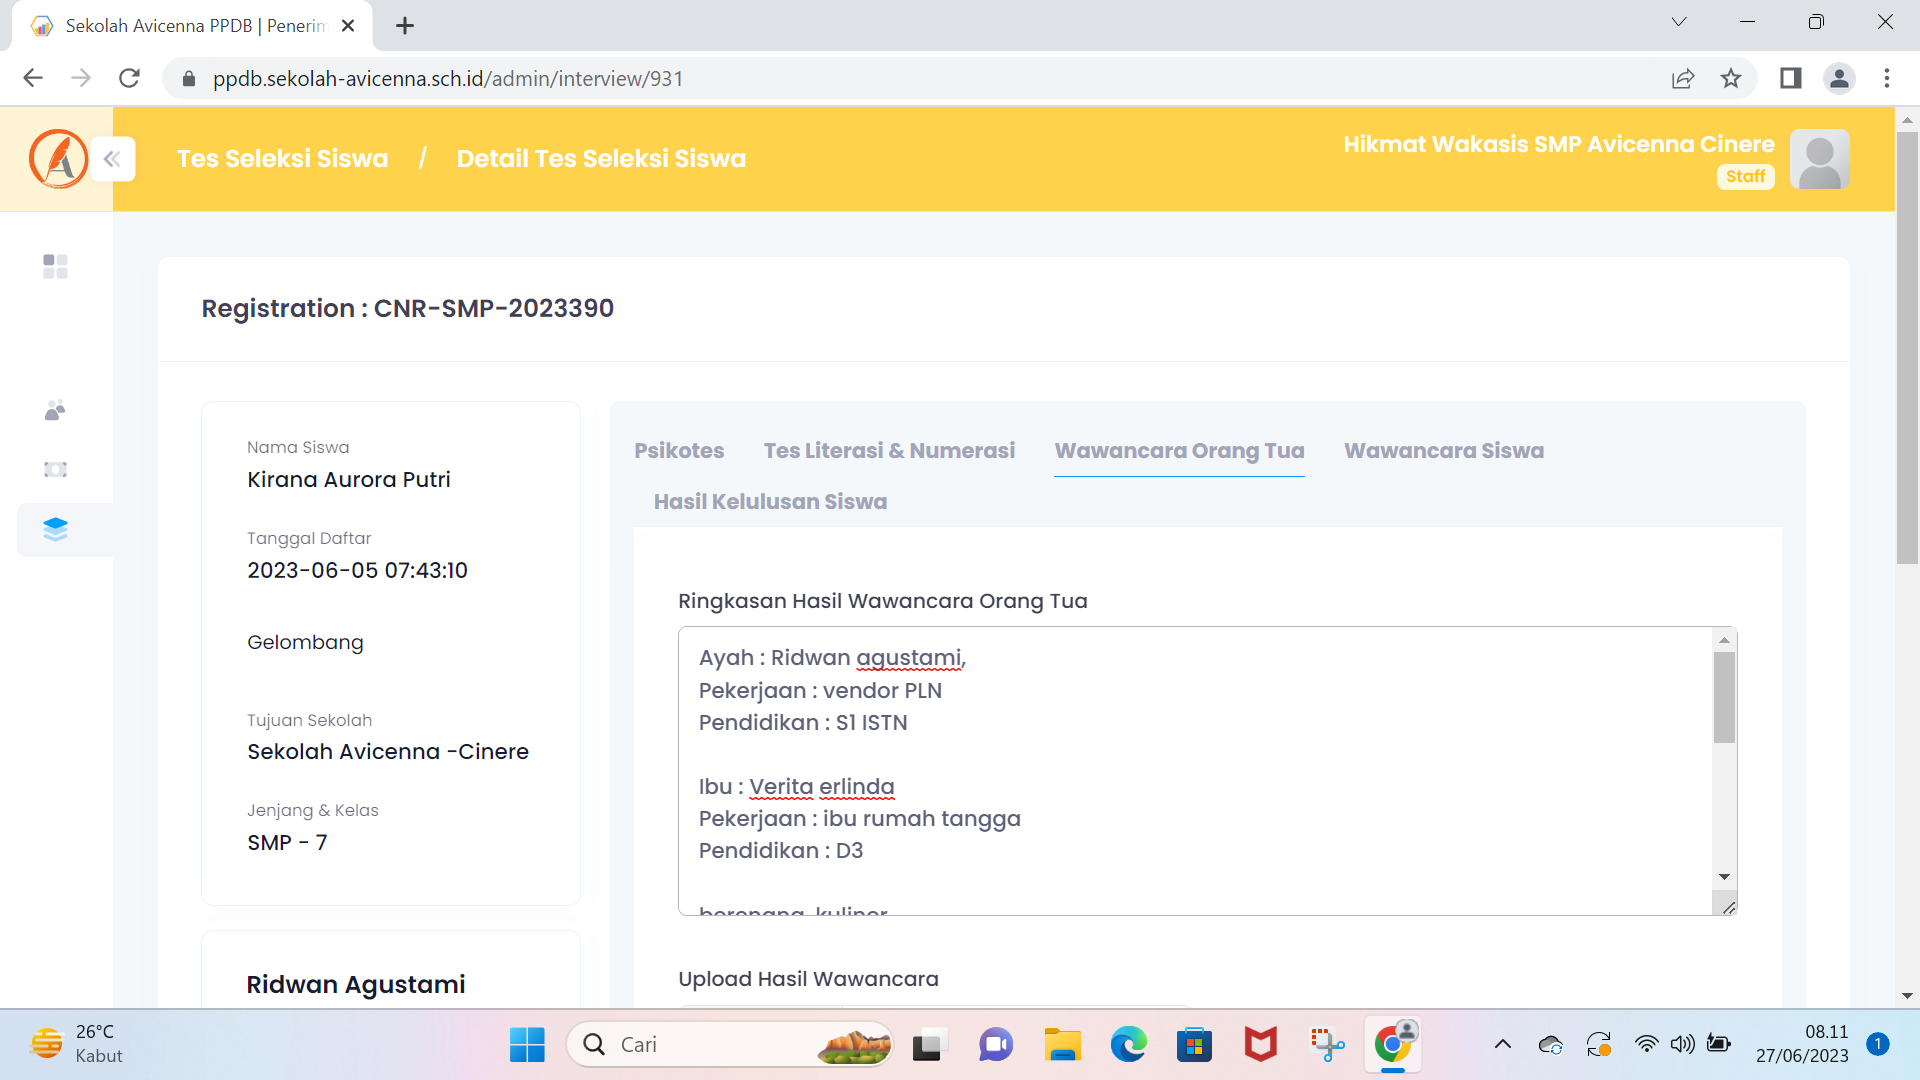 Sekolah Avicenna PPDB | Penerim
ppdb.sekolah-avicenna.sch.id/admin/interview/931
Tes Seleksi Siswa / Detail Tes Seleksi Siswa
Hikmat Wakasis SMP Avicenna Cinere
Staff
Registration : CNR-SMP-2023390
Nama Siswa
Kirana Aurora Putri
Tanggal Daftar
2023-06-05 07:43:10
Gelombang
Tujuan Sekolah
Sekolah Avicenna -Cinere
Jenjang & Kelas
SMP - 7
Ridwan Agustami
Psikotes
Tes Literasi & Numerasi
Wawancara Orang Tua
Wawancara Siswa
Hasil Kelulusan Siswa
Ringkasan Hasil Wawancara Orang Tua
Ayah : Ridwan agustami,
Pekerjaan : vendor PLN
Pendidikan : S1 ISTN
Ibu : Verita erlinda
Pekerjaan : ibu rumah tangga
Pendidikan : D3
berenang, kuliner
Upload Hasil Wawancara
26°C
Kabut
Cari
08.11
27/06/2023
1